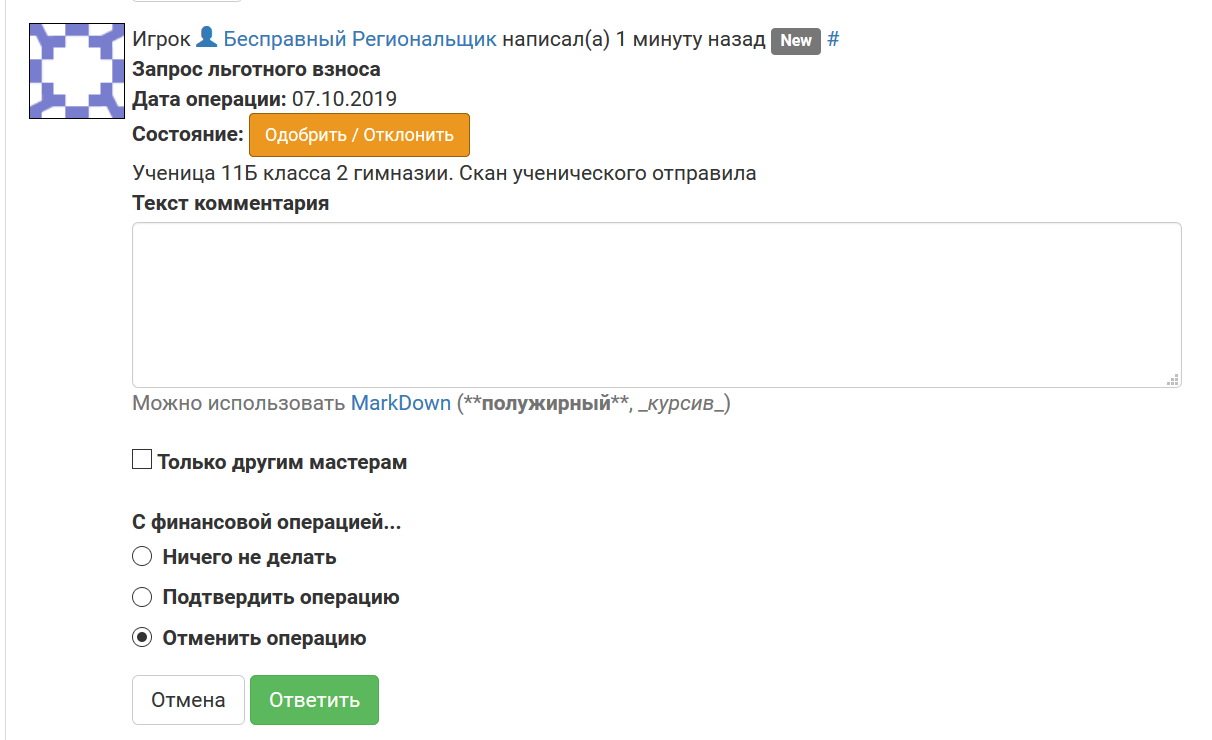 Игрок Бесправный Региональщик написал(а) 1 минуту назад New #
Запрос льготного взноса
Дата операции: 07.10.2019
Состояние: Одобрить / Отклонить
Ученица 11Б класса 2 гимназии. Скан ученического отправила
Текст комментария
Можно использовать MarkDown (**полужирный**, _курсив_)
Только другим мастерам
С финансовой операцией...
Ничего не делать
Подтвердить операцию
Отменить операцию
Отмена Ответить